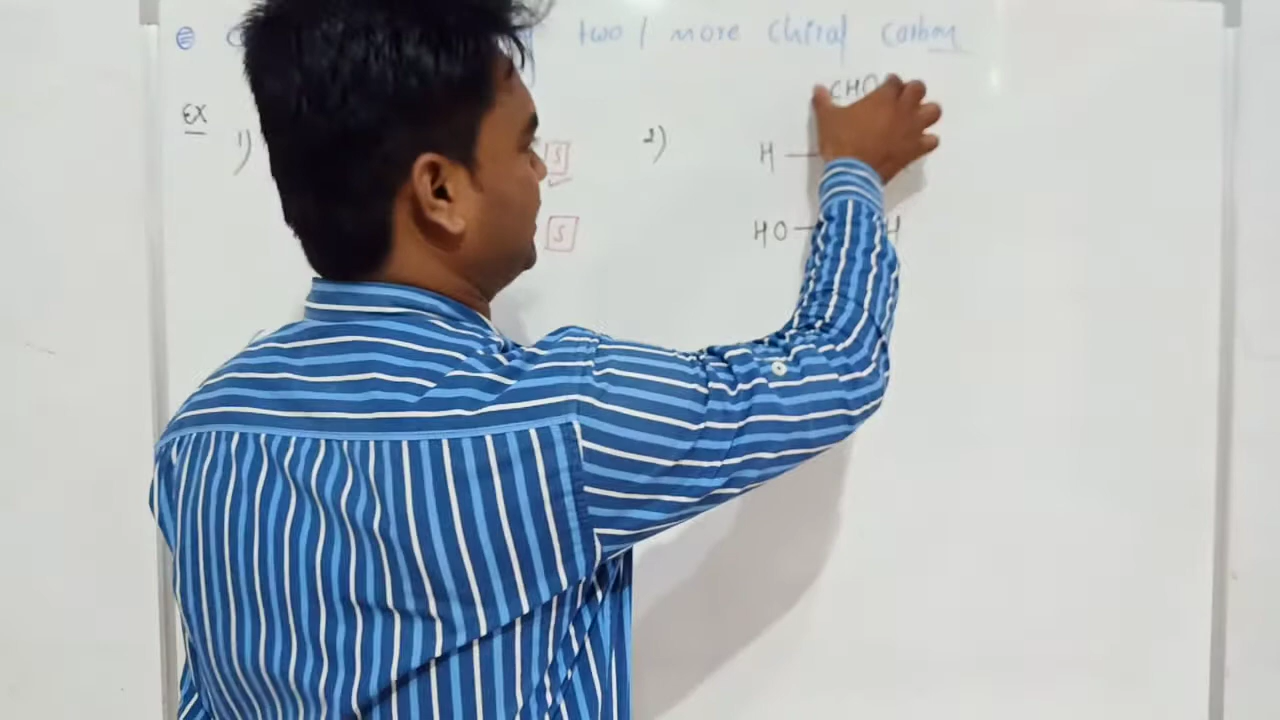 two / more chiral carbon
Ex
1) S 2) CHO
H —
S HO — H